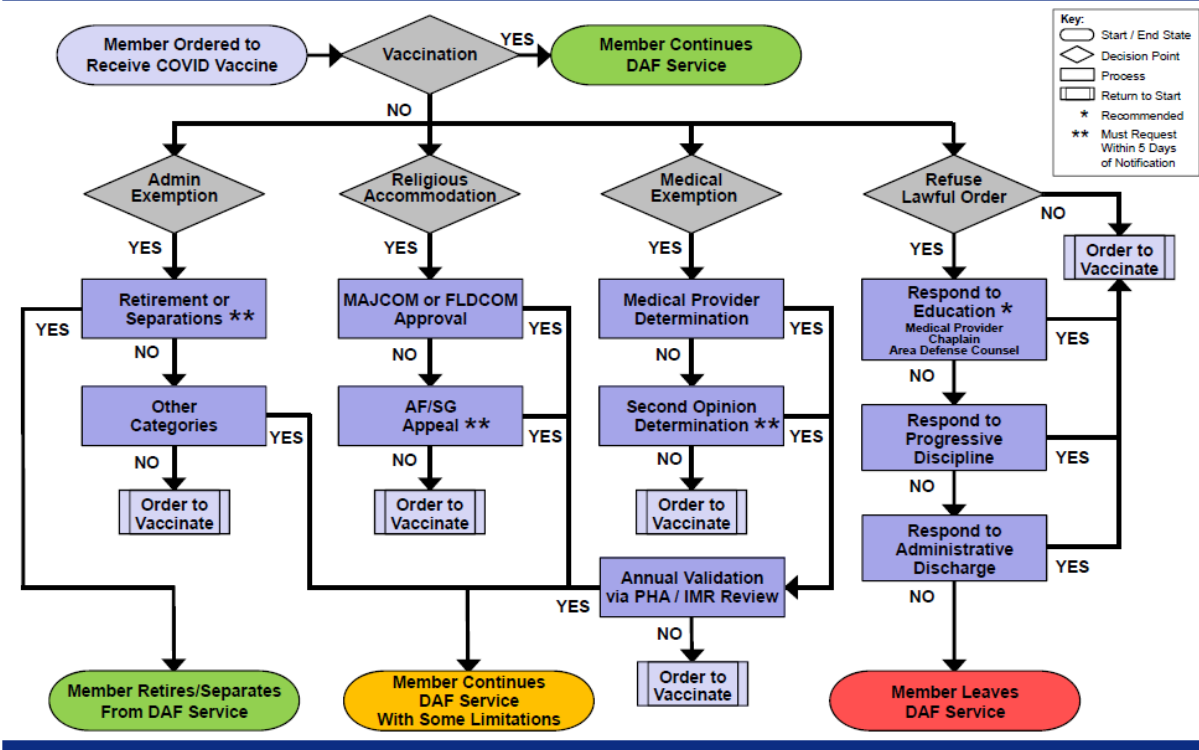 Member Ordered to
Receive COVID Vaccine
Vaccination
YES
Member Continues
DAF Service
Key:
Start / End State
Decision Point
Process
Return to Start
* Recommended
** Must Request
Within 5 Days
of Notification
NO
Admin
Exemption
Religious
Accommodation
Medical
Exemption
Refuse
Lawful Order
NO
YES
YES
YES
YES
Order to
Vaccinate
Retirement or
Separations **
YES
NO
MAJCOM or FLDCOM
Approval
YES
NO
Medical Provider
Determination
YES
NO
Respond to
Education *
Medical Provider
Chaplain
Area Defense Counsel
YES
NO
Other
Categories
YES
NO
AF/SG
Appeal **
YES
NO
Second Opinion
Determination **
YES
NO
Respond to
Progressive
Discipline
YES
NO
Order to
Vaccinate
Order to
Vaccinate
Order to
Vaccinate
Respond to
Administrative
Discharge
YES
NO
Annual Validation
via PHA / IMR Review
YES
NO
Order to
Vaccinate
Member Retires/Separates
From DAF Service
Member Continues
DAF Service
With Some Limitations
Member Leaves
DAF Service